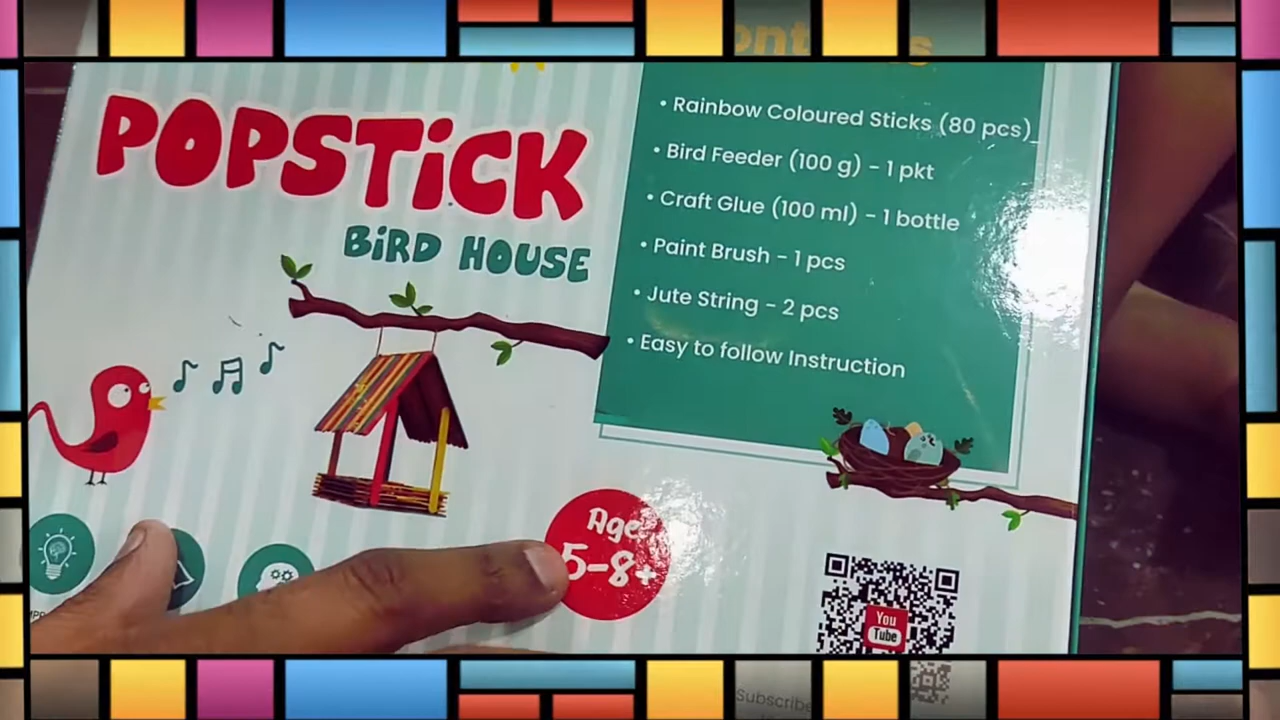 POPSTiCK
BiRD HOUSE
• Rainbow Coloured Sticks (80 pcs)
• Bird Feeder (100 g) - 1 pkt
• Craft Glue (100 ml) - 1 bottle
• Paint Brush - 1 pcs
• Jute String - 2 pcs
• Easy to follow Instruction
Age
5-8+
You
Tube
Subscribe